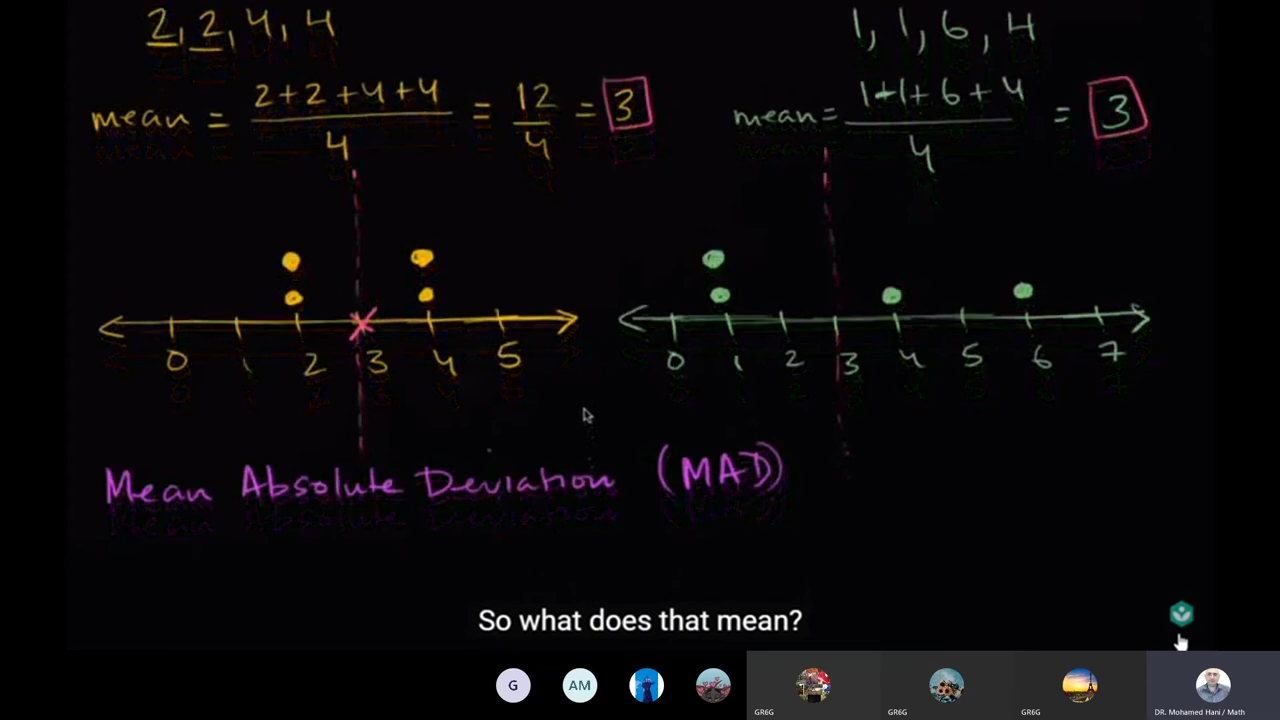 2, 2, 4, 4
1, 1, 6, 4
mean = 2+2+4+4 / 4 = 12 / 4 = 3
mean = 1+1+6+4 / 4 = 3
0 1 2 3 4 5
0 1 2 3 4 5 6 7
Mean Absolute Deviation (MAD)
So what does that mean?
G
AM
GR6G
GR6G
GR6G
DR. Mohamed Hani / Math